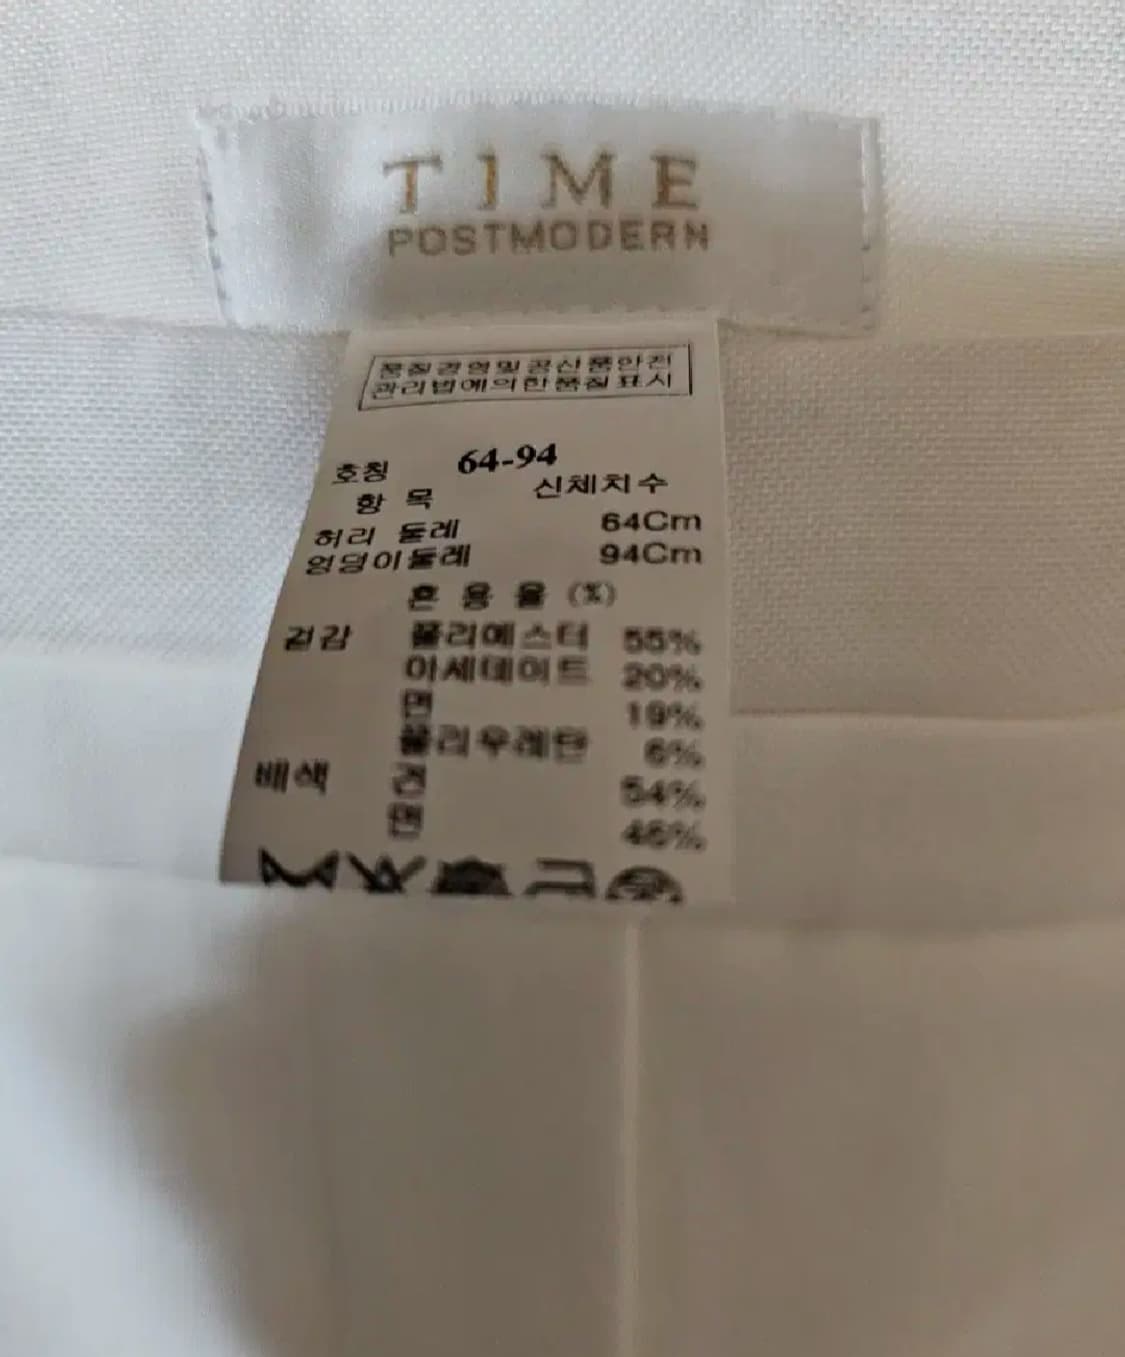 TIME
POSTMODERN
품질경영및공산품안전
관리법에의한품질표시
호칭 64-94
항 목 신체치수
허리 둘레 64Cm
엉덩이둘레 94Cm
혼 용 율 (%)
겉감 폴리에스터 55%
아세테이트 20%
면 19%
폴리우레탄 6%
배색 견 54%
면 46%